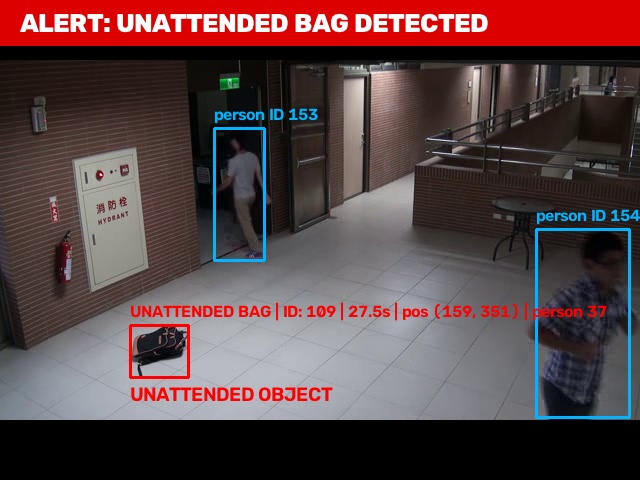 ALERT: UNATTENDED BAG DETECTED
person ID 153
消防栓
HYDRANT
person ID 154
UNATTENDED BAG | ID: 109 | 27.5s | pos (159, 351) | person 37
UNATTENDED OBJECT